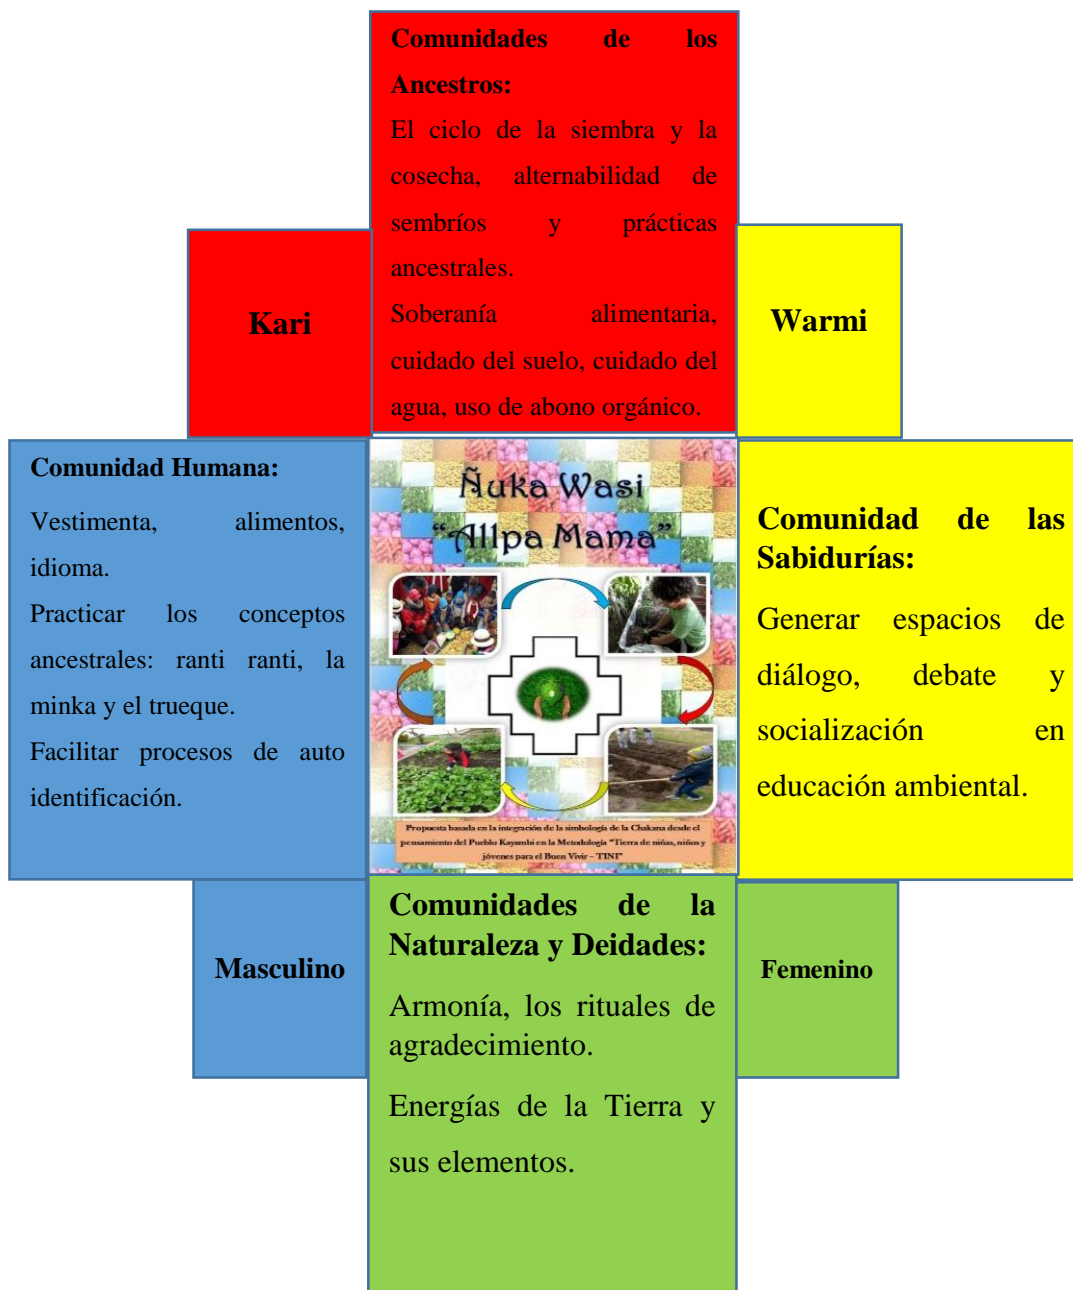 Comunidades de los
Ancestros:
El ciclo de la siembra y la
cosecha, alternabilidad de
sembríos y prácticas
ancestrales.
Soberanía alimentaria,
cuidado del suelo, cuidado del
agua, uso de abono orgánico.
Kari
Warmi
Comunidad Humana:
Vestimenta, alimentos,
idioma.
Practicar los conceptos
ancestrales: ranti ranti, la
minka y el trueque.
Facilitar procesos de auto
identificación.
Ñuka Wasi
“Allpa Mama”
Propuesta basada en la integración de la simbología de la Chakana desde el
pensamiento del Pueblo Kayambi en la Metodología “Tierra de niñas, niños y
jóvenes para el Buen Vivir – TINI”
Comunidad de las
Sabidurías:
Generar espacios de
diálogo, debate y
socialización en
educación ambiental.
Masculino
Comunidades de la
Naturaleza y Deidades:
Armonía, los rituales de
agradecimiento.
Energías de la Tierra y
sus elementos.
Femenino